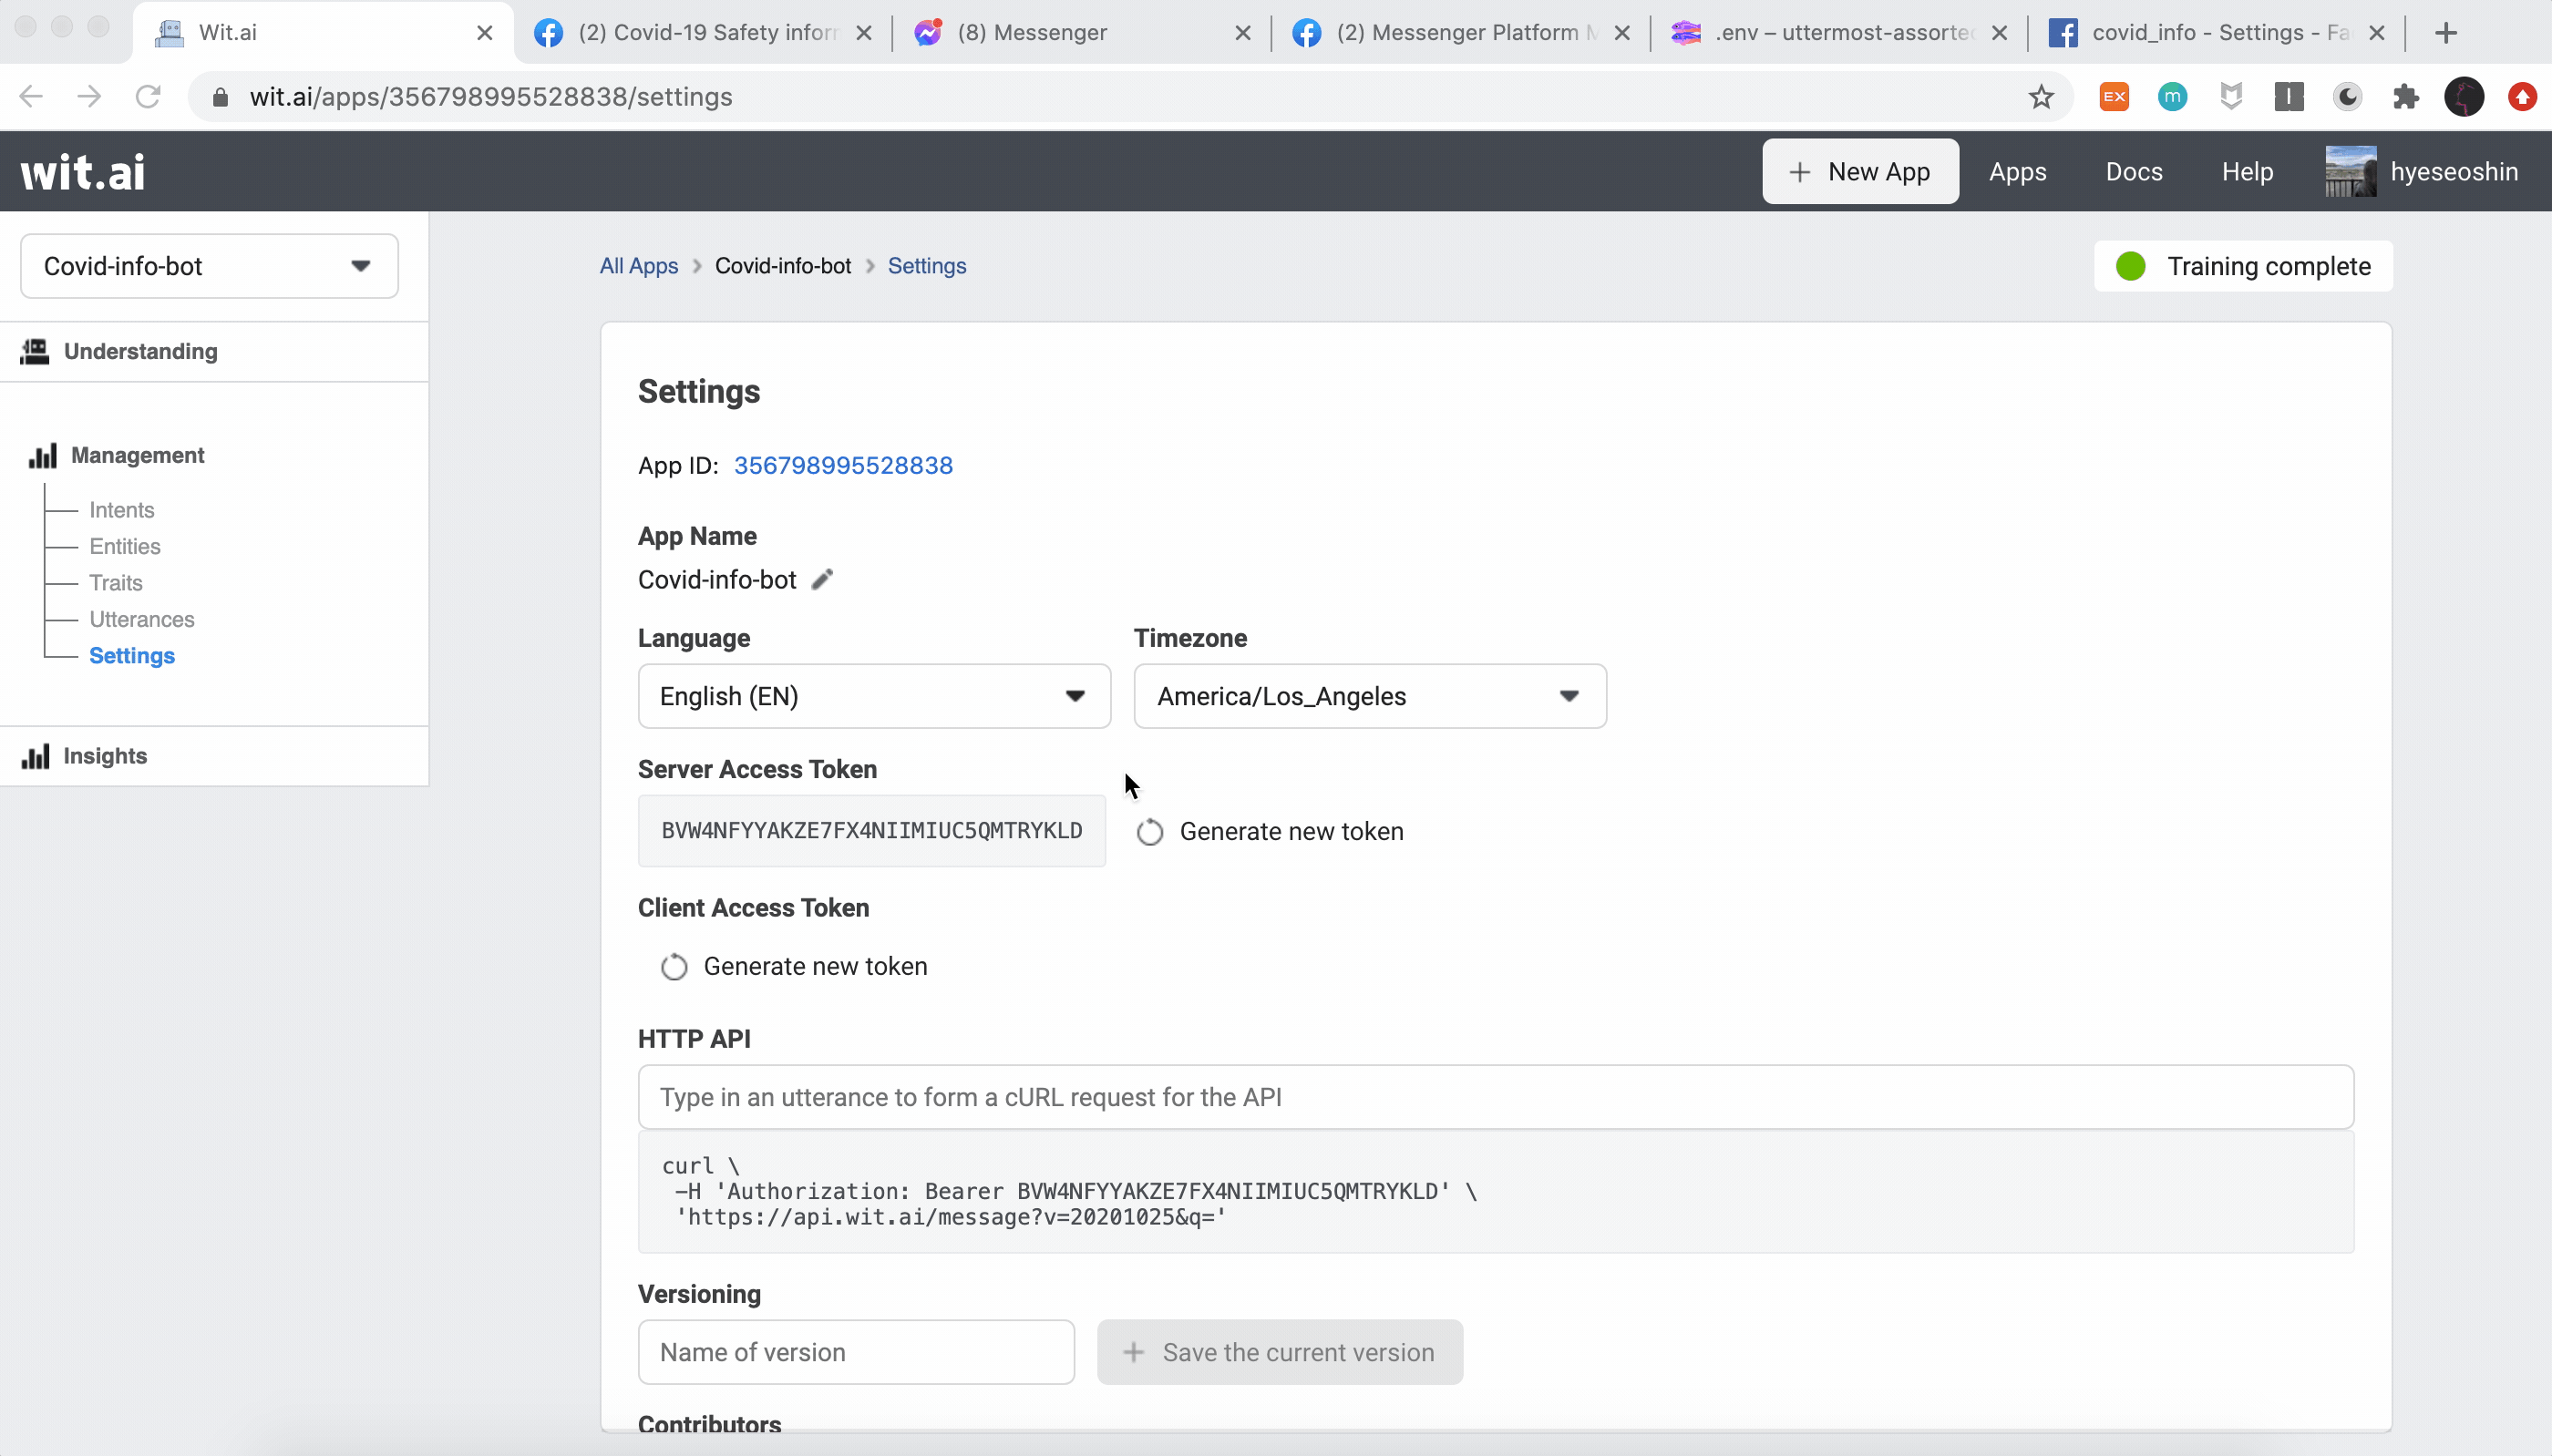 Wit.ai
(2) Covid-19 Safety infor
(8) Messenger
(2) Messenger Platform
.env – uttermost-assorte
covid_info - Settings - Fa
wit.ai/apps/356798995528838/settings
EX
m
wit.ai
New App
Apps
Docs
Help
hyeseoshin
Covid-info-bot
All Apps > Covid-info-bot > Settings
Training complete
Understanding
Management
Intents
Entities
Traits
Utterances
Settings
Insights
Settings
App ID: 356798995528838
App Name
Covid-info-bot
Language
Timezone
English (EN)
America/Los_Angeles
Server Access Token
BVW4NFYYAKZE7FX4NIIMIUC5QMTRYKLD
Generate new token
Client Access Token
Generate new token
HTTP API
Type in an utterance to form a cURL request for the API
curl \
-H 'Authorization: Bearer BVW4NFYYAKZE7FX4NIIMIUC5QMTRYKLD' \
'https://api.wit.ai/message?v=20201025&q='
Versioning
Name of version
+ Save the current version
Contributors